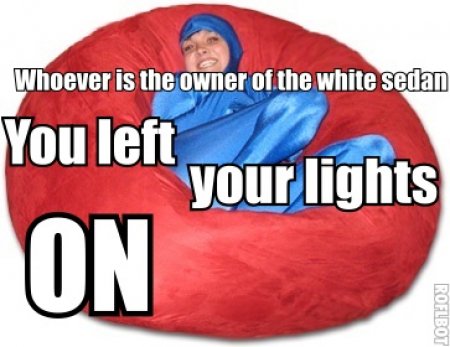 Whoever is the owner of the white sedan
You left
your lights
ON
ROFLBOT